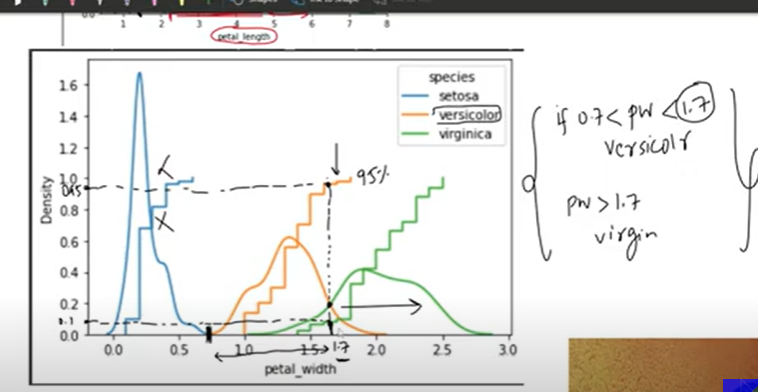 1 2 3 4 5 6 7 8
petal_length
species
setosa
versicolor
virginica
1.6
1.4
1.2
1.0
0.95
0.8
0.6
0.4
0.2
0.1
0.0
Density
95%
0.0 0.5 1.0 1.5 1.7 2.0 2.5 3.0
petal_width
if 0.7 < pw < 1.7
versicolr
pw > 1.7
virgin